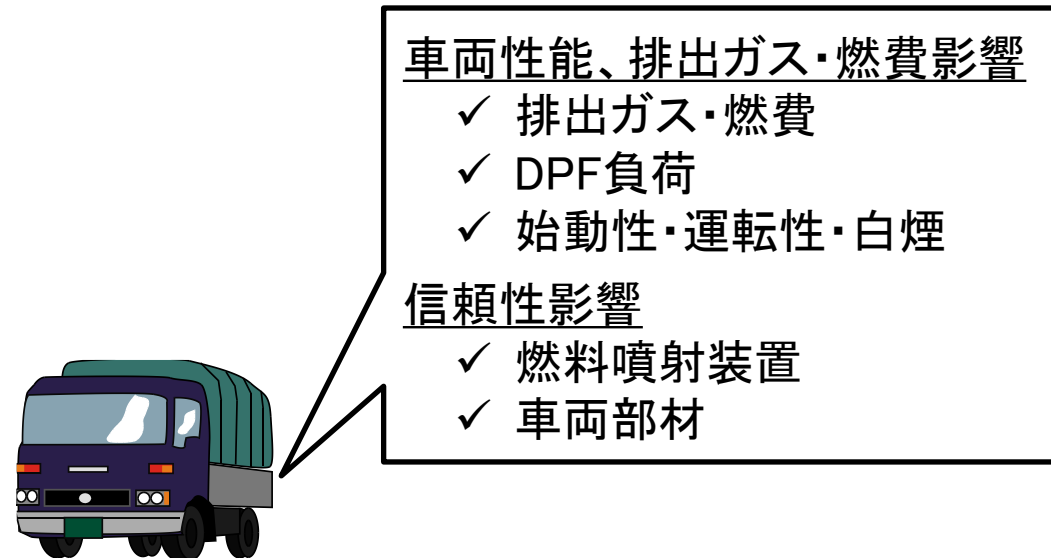 車両性能、排出ガス・燃費影響
✓ 排出ガス・燃費
✓ DPF負荷
✓ 始動性・運転性・白煙
信頼性影響
✓ 燃料噴射装置
✓ 車両部材